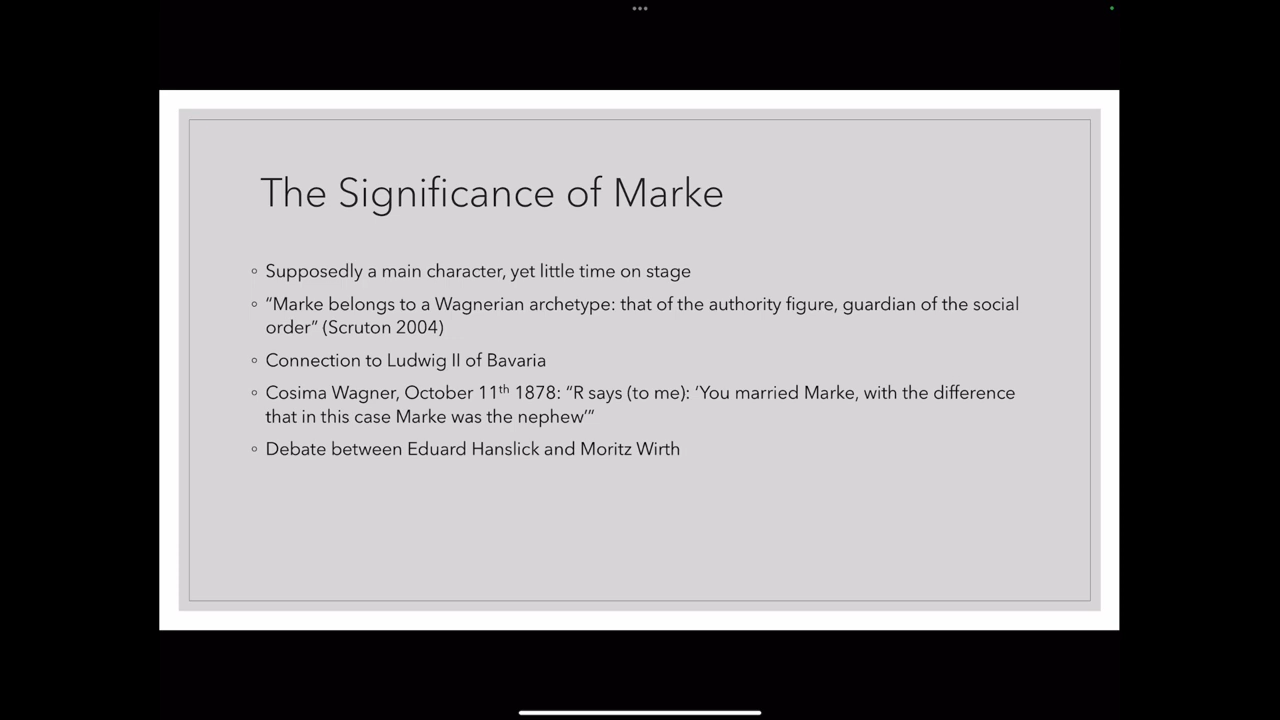 The Significance of Marke
◦ Supposedly a main character, yet little time on stage
◦ “Marke belongs to a Wagnerian archetype: that of the authority figure, guardian of the social
order” (Scruton 2004)
◦ Connection to Ludwig II of Bavaria
◦ Cosima Wagner, October 11th 1878: “R says (to me): ‘You married Marke, with the difference
that in this case Marke was the nephew’”
◦ Debate between Eduard Hanslick and Moritz Wirth